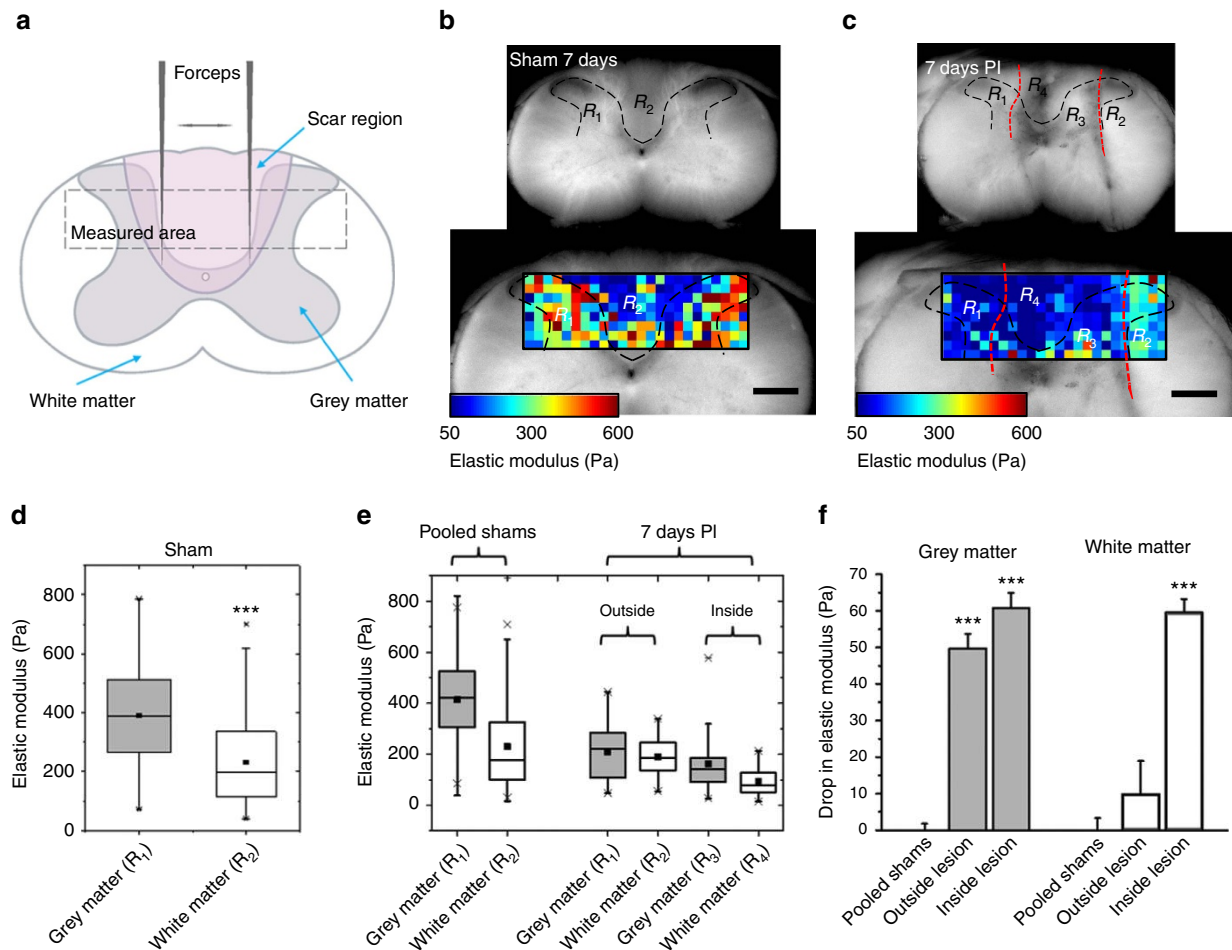 a
Forceps
Scar region
Measured area
White matter
Grey matter
b
Sham 7 days
R1
R2
R1
R2
50 300 600
Elastic modulus (Pa)
c
7 days PI
R1
R4
R3
R2
R1
R4
R3
R2
50 300 600
Elastic modulus (Pa)
d
Sham
***
800
600
400
200
0
Elastic modulus (Pa)
Grey matter (R1)
White matter (R2)
e
Pooled shams
7 days PI
Outside
Inside
800
600
400
200
0
Elastic modulus (Pa)
Grey matter (R1)
White matter (R2)
Grey matter (R1)
White matter (R2)
Grey matter (R3)
White matter (R4)
f
Grey matter
White matter
***
***
***
70
60
50
40
30
20
10
0
Drop in elastic modulus (Pa)
Pooled shams
Outside lesion
Inside lesion
Pooled shams
Outside lesion
Inside lesion